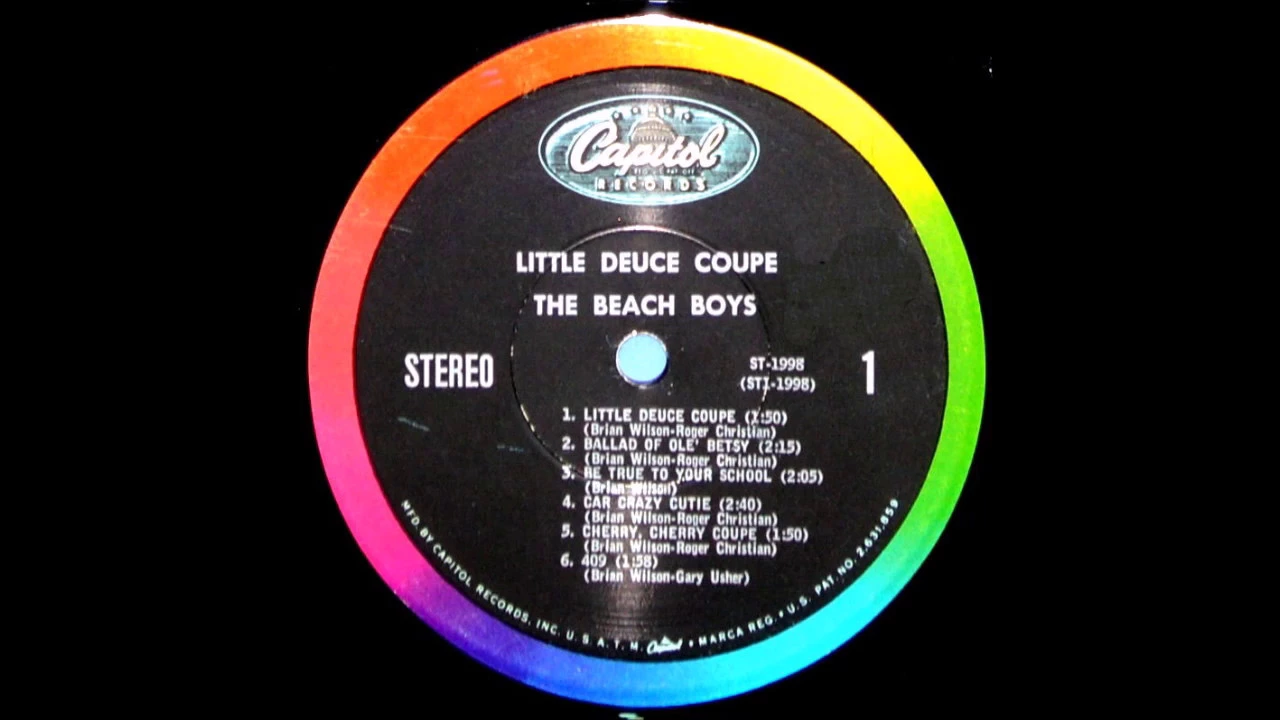 Capitol
RECORDS
LITTLE DEUCE COUPE
THE BEACH BOYS
STEREO
ST-1998
(ST1-1998)
1
1. LITTLE DEUCE COUPE (1:50)
(Brian Wilson-Roger Christian)
2. BALLAD OF OLE' BETSY (2:15)
(Brian Wilson-Roger Christian)
3. BE TRUE TO YOUR SCHOOL (2:05)
(Brian Wilson)
4. CAR CRAZY CUTIE (2:40)
(Brian Wilson-Roger Christian)
5. CHERRY, CHERRY COUPE (1:50)
(Brian Wilson-Roger Christian)
6. 409 (1:58)
(Brian Wilson-Gary Usher)
MFD. BY CAPITOL RECORDS, INC. U. S. A. T. M. Capitol • MARCA REG. • U.S. PAT. NO. 2,631,859